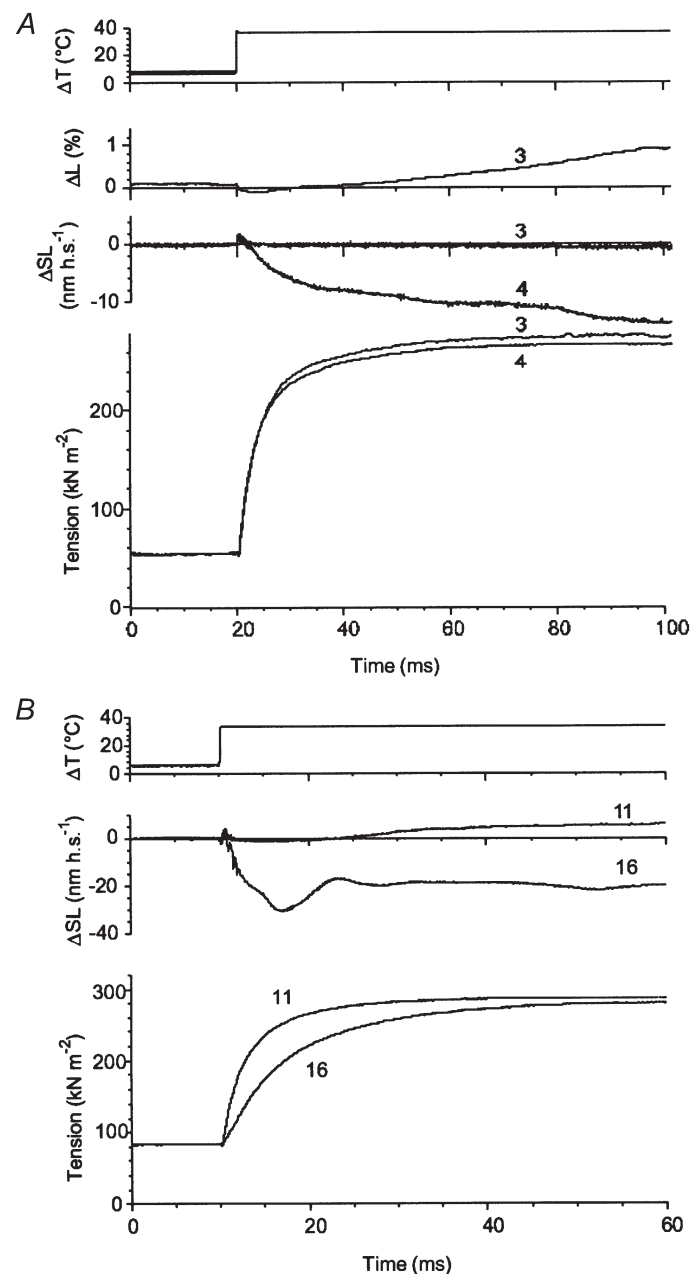 A
ΔT (°C)
40
20
0
ΔL (%)
1
0
3
ΔSL
(nm h.s.⁻¹)
0
-10
3
4
Tension (kN m⁻²)
200
100
0
3
4
0 20 40 60 80 100
Time (ms)
B
ΔT (°C)
40
20
0
ΔSL (nm h.s.⁻¹)
0
-20
-40
11
16
Tension (kN m⁻²)
300
200
100
0
11
16
0 20 40 60
Time (ms)